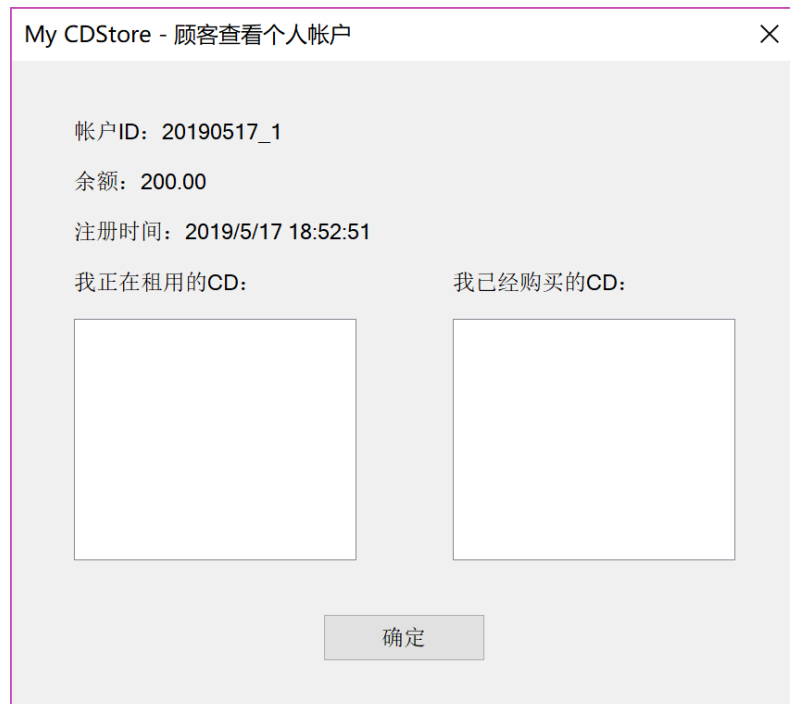 My CDStore - 顾客查看个人帐户
帐户ID：20190517_1
余额：200.00
注册时间：2019/5/17 18:52:51
我正在租用的CD：
我已经购买的CD：
确定